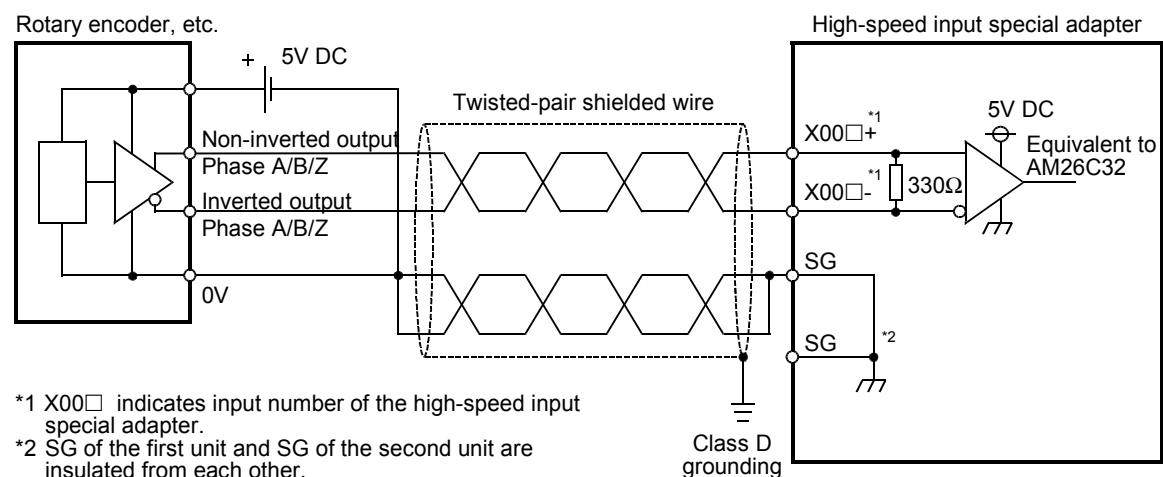 Rotary encoder, etc.
High-speed input special adapter
+
5V DC
Twisted-pair shielded wire
Non-inverted output
Phase A/B/Z
Inverted output
Phase A/B/Z
0V
X00□+*1
X00□-*1
330Ω
5V DC
Equivalent to
AM26C32
SG
SG
*2
Class D
grounding
*1 X00□ indicates input number of the high-speed input
special adapter.
*2 SG of the first unit and SG of the second unit are
insulated from each other.